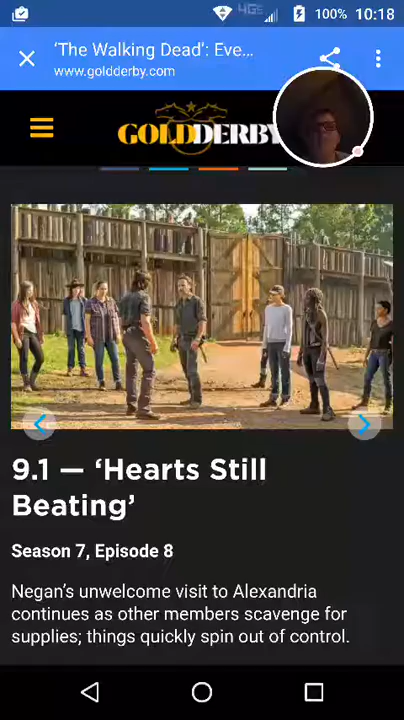 4G
100% 10:18
‘The Walking Dead’: Eve...
www.goldderby.com
GOLDDERBY
9.1 — ‘Hearts Still
Beating’
Season 7, Episode 8
Negan’s unwelcome visit to Alexandria
continues as other members scavenge for
supplies; things quickly spin out of control.